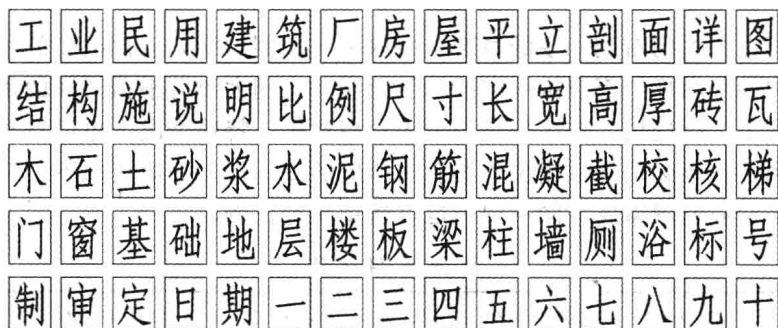 工业民用建筑厂房屋平立剖面详图
结构施说明比例尺寸长宽高厚砖瓦
木石土砂浆水泥钢筋混凝截校核梯
门窗基础地层楼板梁柱墙厕浴标号
制审定日期一二三四五六七八九十